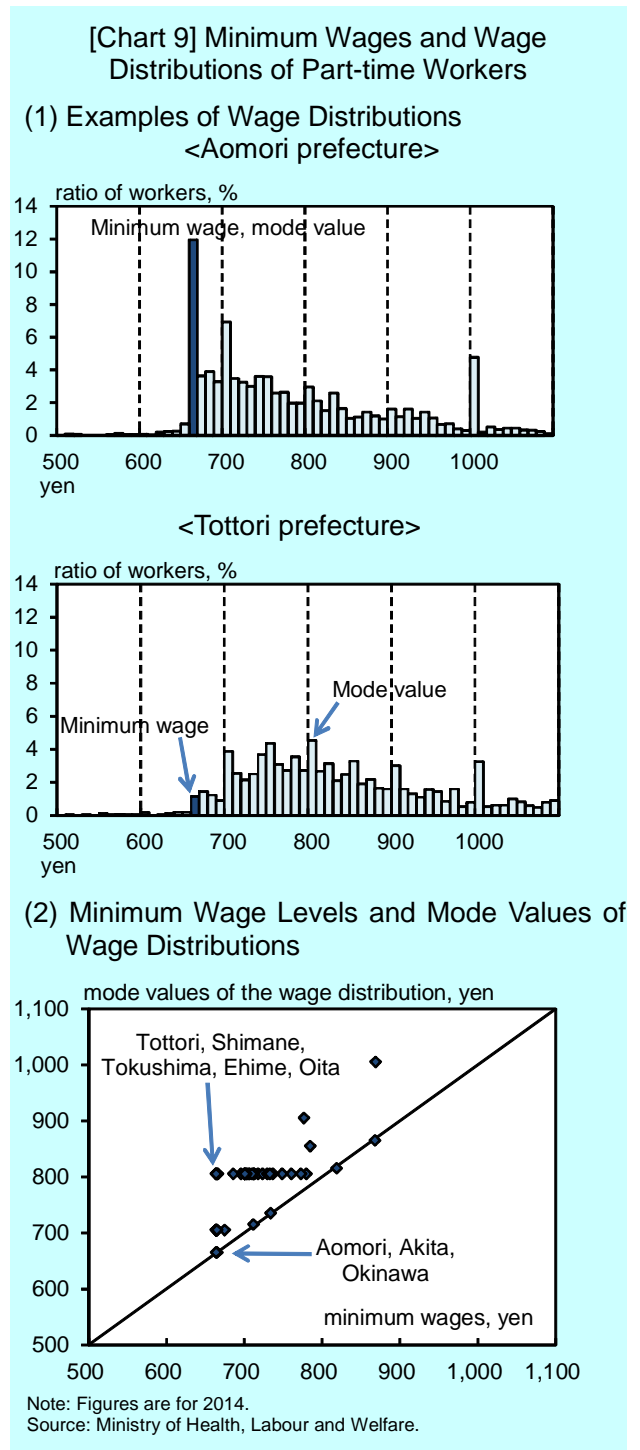 [Chart 9] Minimum Wages and Wage
Distributions of Part-time Workers
(1) Examples of Wage Distributions
<Aomori prefecture>
ratio of workers, %
14
Minimum wage, mode value
12
10
8
6
4
2
0
500 600 700 800 900 1000
yen
<Tottori prefecture>
ratio of workers, %
14
12
10
8
Mode value
6
Minimum wage
4
2
0
500 600 700 800 900 1000
yen
(2) Minimum Wage Levels and Mode Values of
Wage Distributions
mode values of the wage distribution, yen
1,100
Tottori, Shimane,
Tokushima, Ehime, Oita
1,000
900
800
700
Aomori, Akita,
Okinawa
600
minimum wages, yen
500
500 600 700 800 900 1,000 1,100
Note: Figures are for 2014.
Source: Ministry of Health, Labour and Welfare.